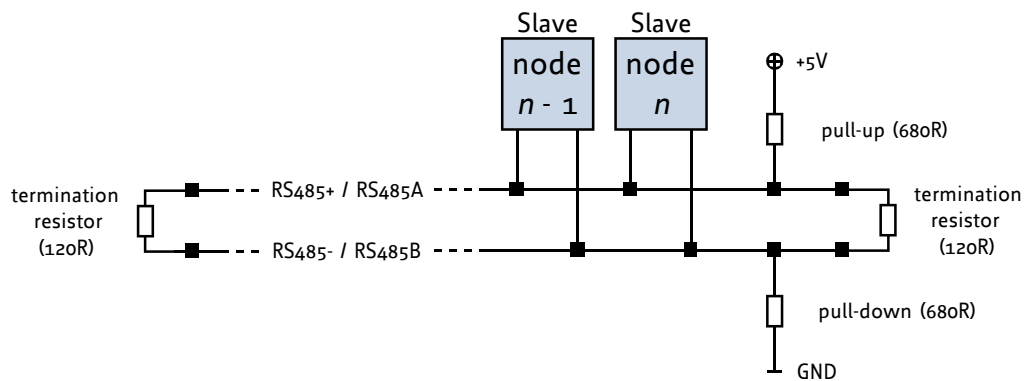 Slave
node
n - 1
Slave
node
n
+5V
pull-up (680R)
termination
resistor
(120R)
RS485+ / RS485A
RS485- / RS485B
termination
resistor
(120R)
pull-down (680R)
GND